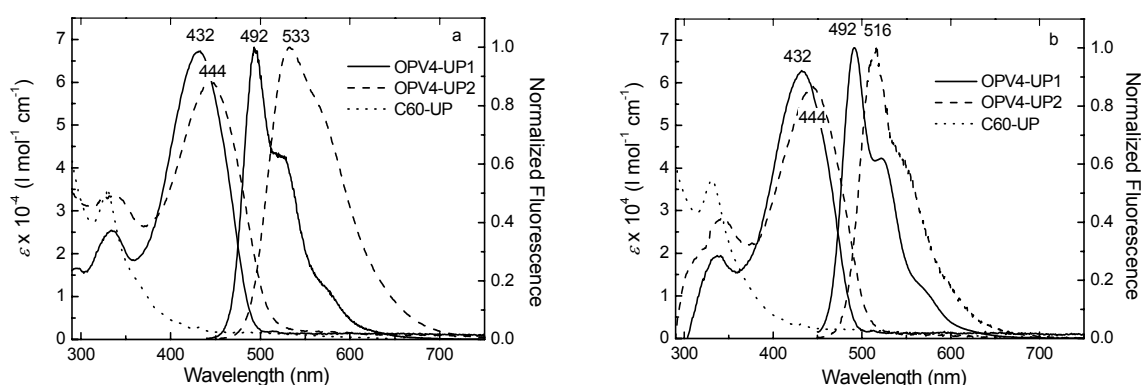 432 492 533 a
444
OPV4-UP1
OPV4-UP2
C60-UP
7
6
5
4
3
2
1
0
ε x 10⁻⁴ (l mol⁻¹ cm⁻¹)
1.0
0.8
0.6
0.4
0.2
0.0
Normalized Fluorescence
300 400 500 600 700
Wavelength (nm)
492 516 b
432
444
OPV4-UP1
OPV4-UP2
C60-UP
7
6
5
4
3
2
1
0
ε x 10⁴ (l mol⁻¹ cm⁻¹)
1.0
0.8
0.6
0.4
0.2
0.0
Normalized Fluorescence
300 400 500 600 700
Wavelength (nm)